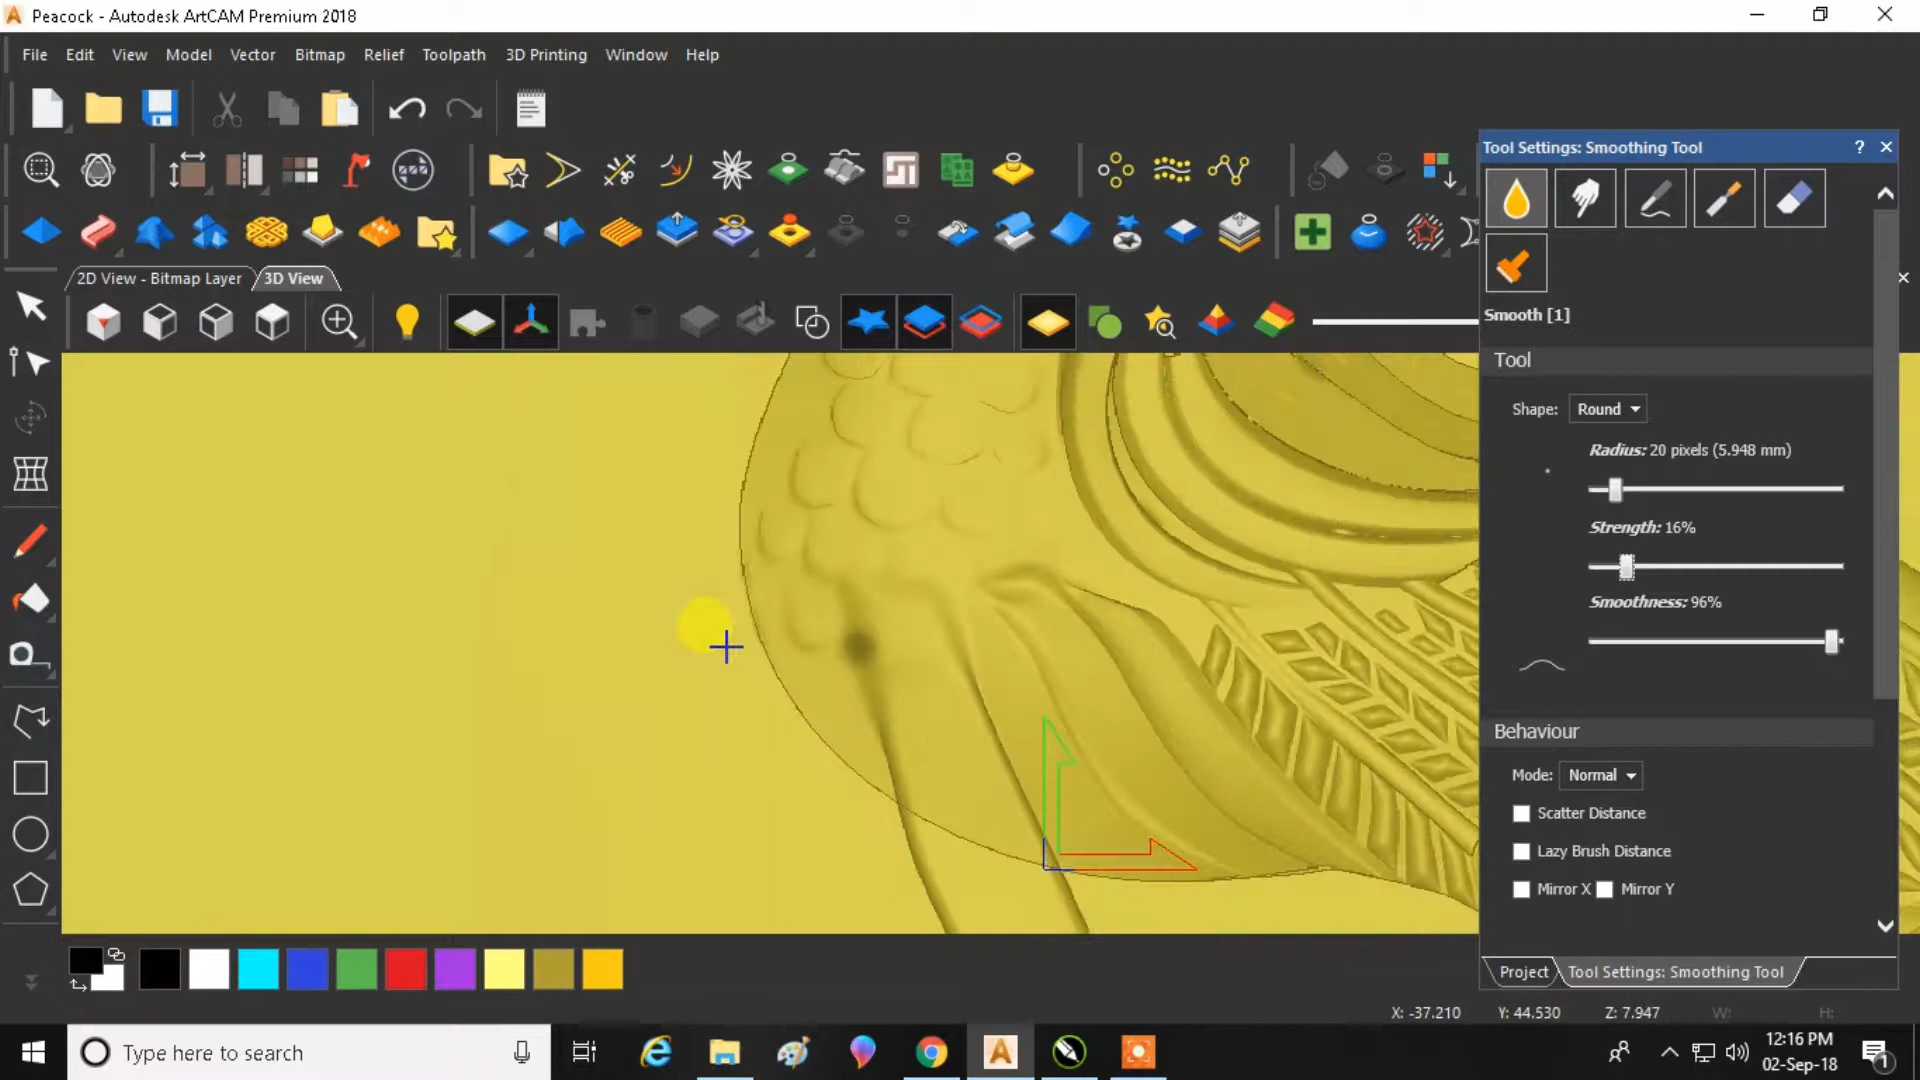 Peacock - Autodesk ArtCAM Premium 2018
File Edit View Model Vector Bitmap Relief Toolpath 3D Printing Window Help
Tool Settings: Smoothing Tool ?
2D View - Bitmap Layer 3D View
Smooth [1]
Tool
Shape: Round
Radius: 20 pixels (5.948 mm)
Strength: 16%
Smoothness: 96%
Behaviour
Mode: Normal
Scatter Distance
Lazy Brush Distance
Mirror X Mirror Y
Project Tool Settings: Smoothing Tool
X: -37.210 Y: 44.530 Z: 7.947 W: H:
Type here to search
12:16 PM
02-Sep-18
1